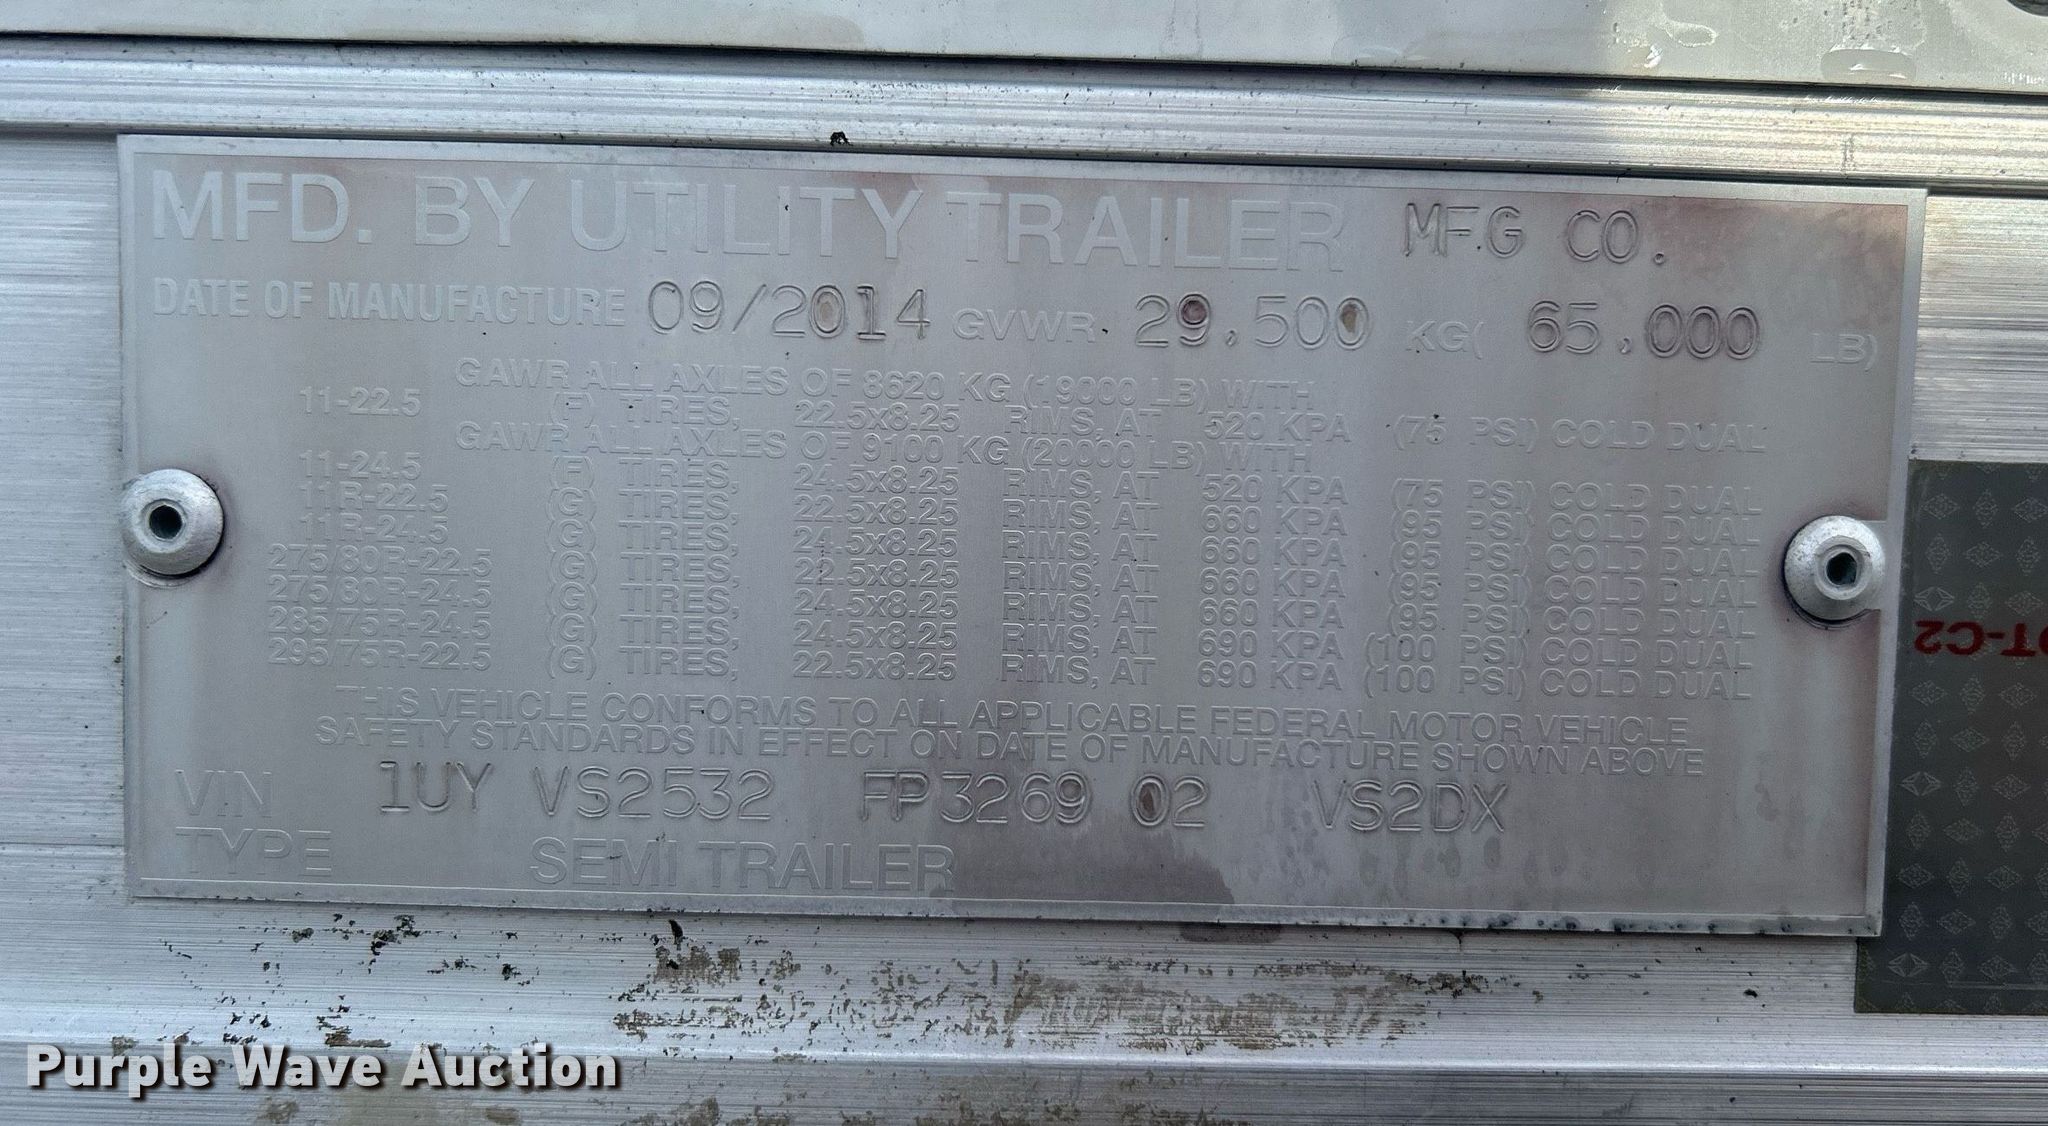 MFD. BY UTILITY TRAILER MFG CO.
DATE OF MANUFACTURE 09/2014 GVWR 29,500 KG( 65,000 LB)
GAWR ALL AXLES OF 8620 KG (19000 LB) WITH
11-22.5 (F) TIRES, 22.5x8.25 RIMS, AT 520 KPA (75 PSI) COLD DUAL
GAWR ALL AXLES OF 9100 KG (20000 LB) WITH
11-24.5 (F) TIRES, 24.5x8.25 RIMS, AT 520 KPA (75 PSI) COLD DUAL
11R-22.5 (G) TIRES, 22.5x8.25 RIMS, AT 660 KPA (95 PSI) COLD DUAL
11R-24.5 (G) TIRES, 24.5x8.25 RIMS, AT 660 KPA (95 PSI) COLD DUAL
275/80R-22.5 (G) TIRES, 22.5x8.25 RIMS, AT 660 KPA (95 PSI) COLD DUAL
275/80R-24.5 (G) TIRES, 24.5x8.25 RIMS, AT 660 KPA (95 PSI) COLD DUAL
285/75R-24.5 (G) TIRES, 24.5x8.25 RIMS, AT 690 KPA (100 PSI) COLD DUAL
295/75R-22.5 (G) TIRES, 22.5x8.25 RIMS, AT 690 KPA (100 PSI) COLD DUAL
THIS VEHICLE CONFORMS TO ALL APPLICABLE FEDERAL MOTOR VEHICLE
SAFETY STANDARDS IN EFFECT ON DATE OF MANUFACTURE SHOWN ABOVE
VIN 1UY VS2532 FP3269 02 VS2DX
TYPE SEMI TRAILER
OT-C2
Purple Wave Auction